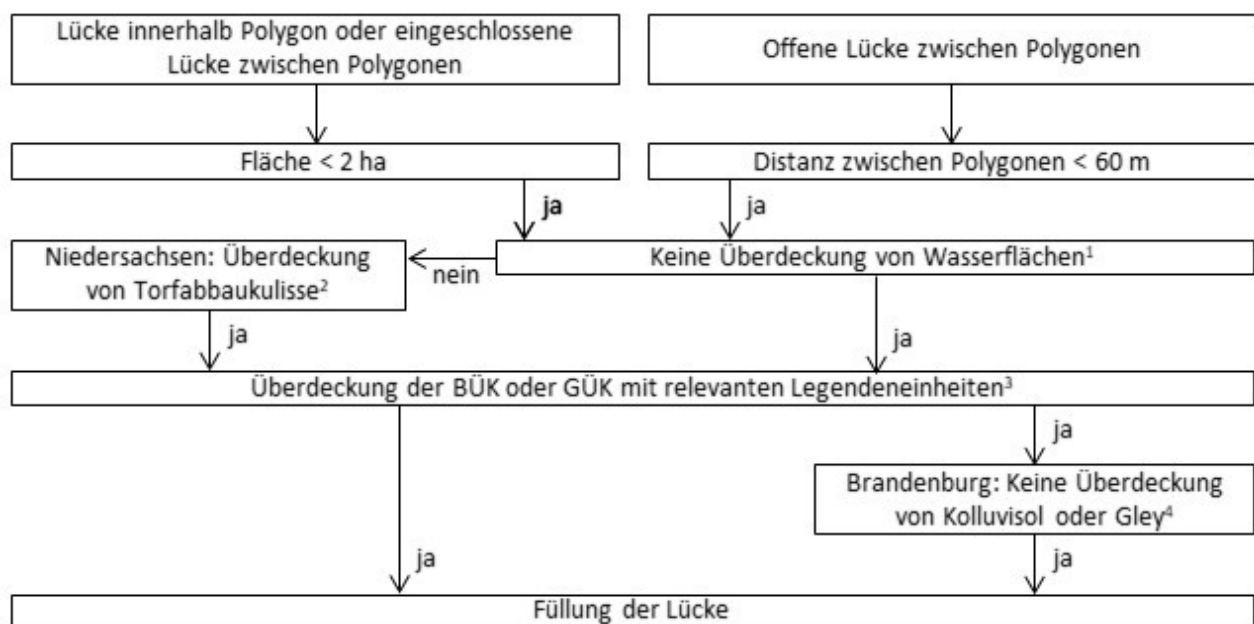 Lücke innerhalb Polygon oder eingeschlossene
Lücke zwischen Polygonen
Offene Lücke zwischen Polygonen
Fläche < 2 ha
Distanz zwischen Polygonen < 60 m
ja
ja
Niedersachsen: Überdeckung
von Torfabbaukulisse²
nein
Keine Überdeckung von Wasserflächen¹
ja
ja
Überdeckung der BÜK oder GÜK mit relevanten Legendeneinheiten³
ja
Brandenburg: Keine Überdeckung
von Kolluvisol oder Gley⁴
ja
ja
Füllung der Lücke